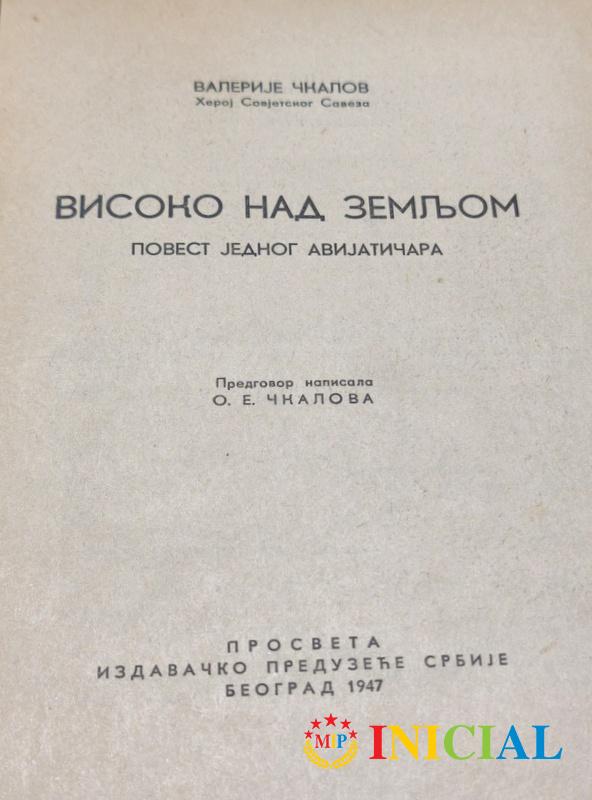 ВАЛЕРИЈЕ ЧКАЛОВ
Херој Совјетског Савеза
ВИСОКО НАД ЗЕМЉОМ
ПОВЕСТ ЈЕДНОГ АВИЈАТИЧАРА
Предговор написала
О. Е. ЧКАЛОВА
ПРОСВЕТА
ИЗДАВАЧКО ПРЕДУЗЕЋЕ СРБИЈЕ
БЕОГРАД 1947
MIP INICIAL